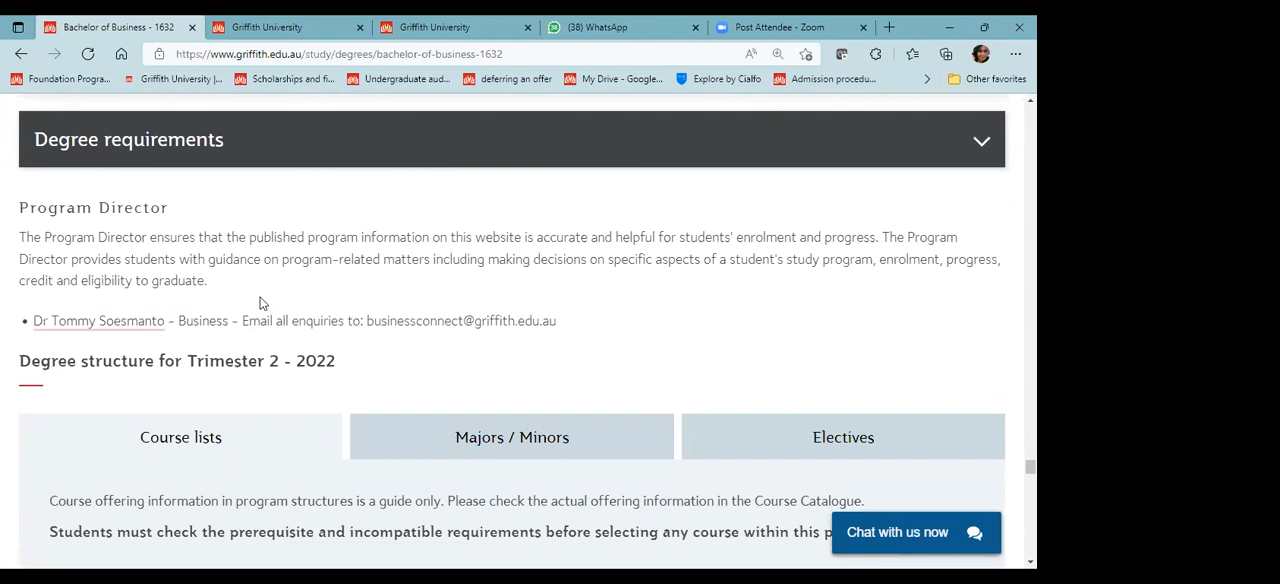 Bachelor of Business - 1632
Griffith University
Griffith University
(38) WhatsApp
Post Attendee - Zoom
https://www.griffith.edu.au/study/degrees/bachelor-of-business-1632
Foundation Progra...
Griffith University |...
Scholarships and fi...
Undergraduate aud...
deferring an offer
My Drive - Google...
Explore by Cialfo
Admission procedu...
Other favorites
Degree requirements
Program Director
The Program Director ensures that the published program information on this website is accurate and helpful for students' enrolment and progress. The Program
Director provides students with guidance on program-related matters including making decisions on specific aspects of a student's study program, enrolment, progress,
credit and eligibility to graduate.
• Dr Tommy Soesmanto - Business - Email all enquiries to: businessconnect@griffith.edu.au
Degree structure for Trimester 2 - 2022
Course lists
Majors / Minors
Electives
Course offering information in program structures is a guide only. Please check the actual offering information in the Course Catalogue.
Students must check the prerequisite and incompatible requirements before selecting any course within this p
Chat with us now